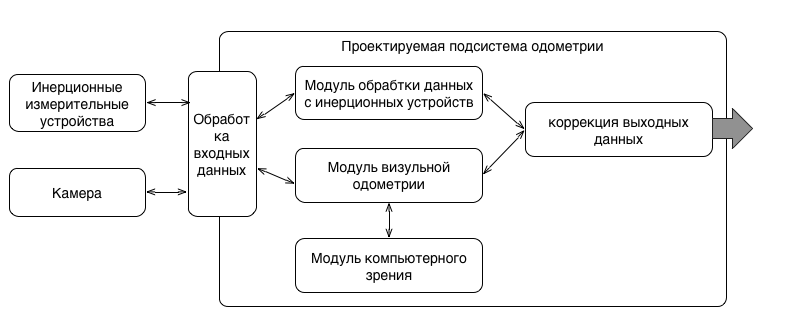 Проектируемая подсистема одометрии
Инерционные
измерительные
устройства
Камера
Обработ
ка
входных
данных
Модуль обрабтки данных
с инерционных устройств
Модуль визульной
одометрии
Модуль компьютерного
зрения
коррекция выходных
данных